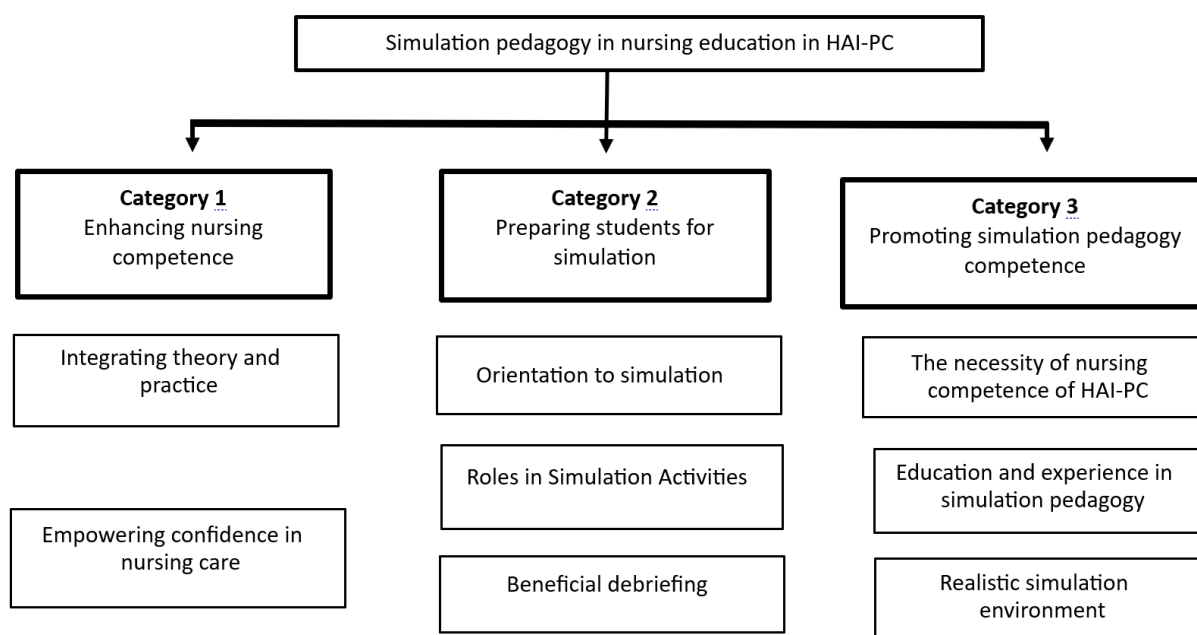 Simulation pedagogy in nursing education in HAI-PC
Category 1
Enhancing nursing
competence
Category 2
Preparing students for
simulation
Category 3
Promoting simulation pedagogy
competence
Integrating theory and
practice
Empowering confidence in
nursing care
Orientation to simulation
Roles in Simulation Activities
Beneficial debriefing
The necessity of nursing
competence of HAI-PC
Education and experience in
simulation pedagogy
Realistic simulation
environment